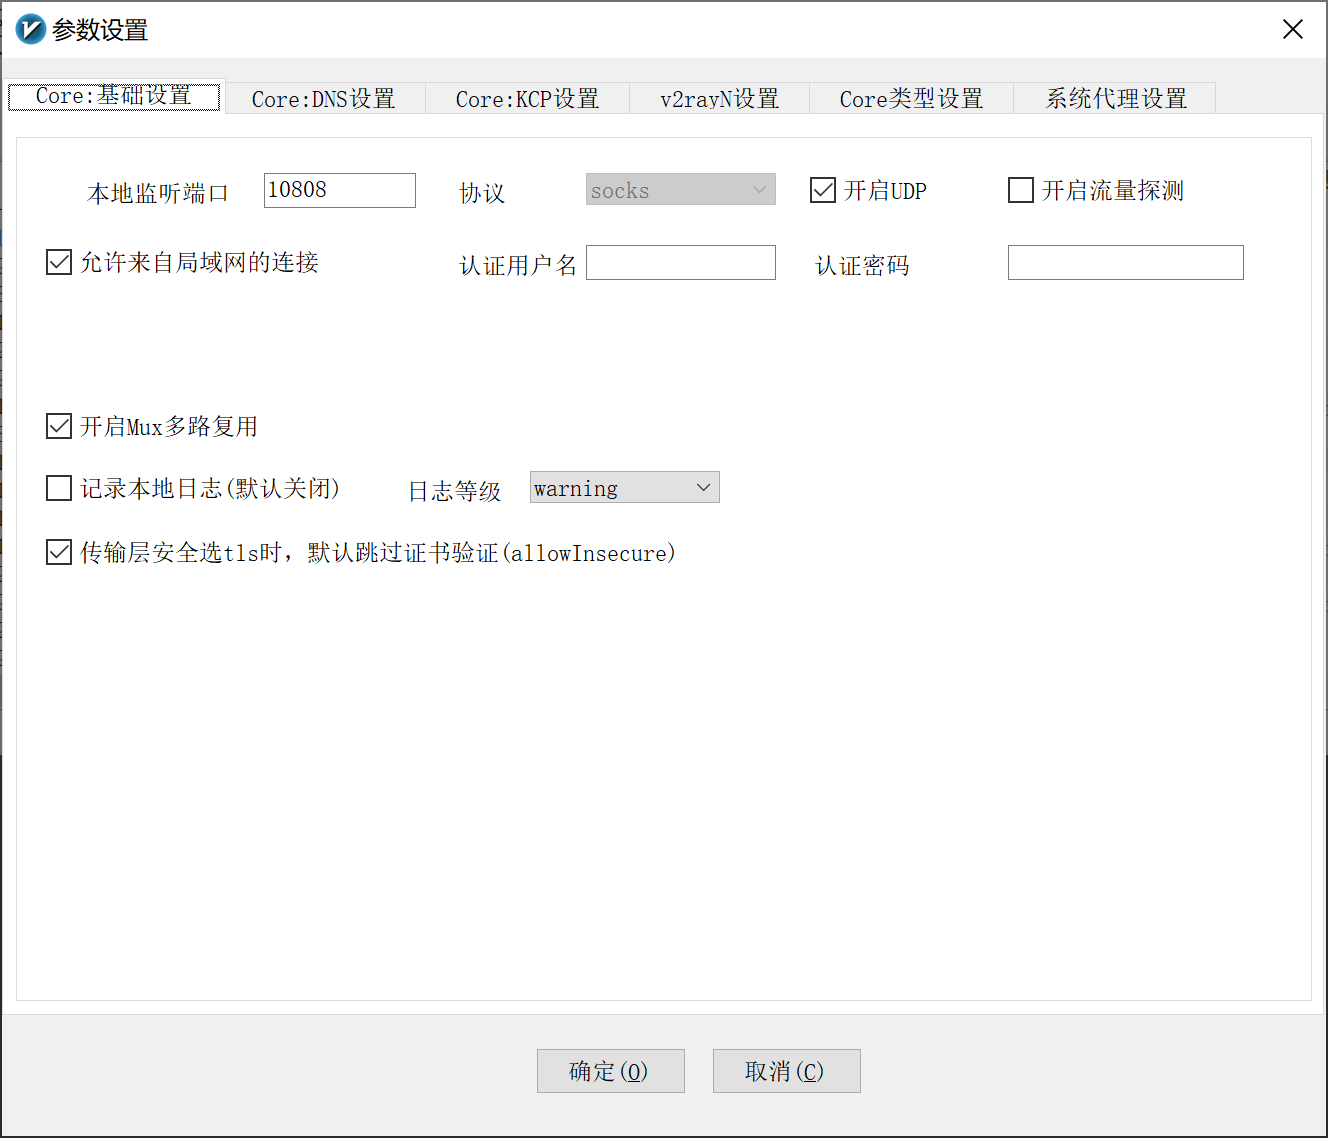 参数设置
Core:基础设置 Core:DNS设置 Core:KCP设置 v2rayN设置 Core类型设置 系统代理设置
本地监听端口 10808 协议 socks 开启UDP 开启流量探测
允许来自局域网的连接 认证用户名 认证密码
开启Mux多路复用
记录本地日志(默认关闭) 日志等级 warning
传输层安全选tls时，默认跳过证书验证(allowInsecure)
确定(O) 取消(C)